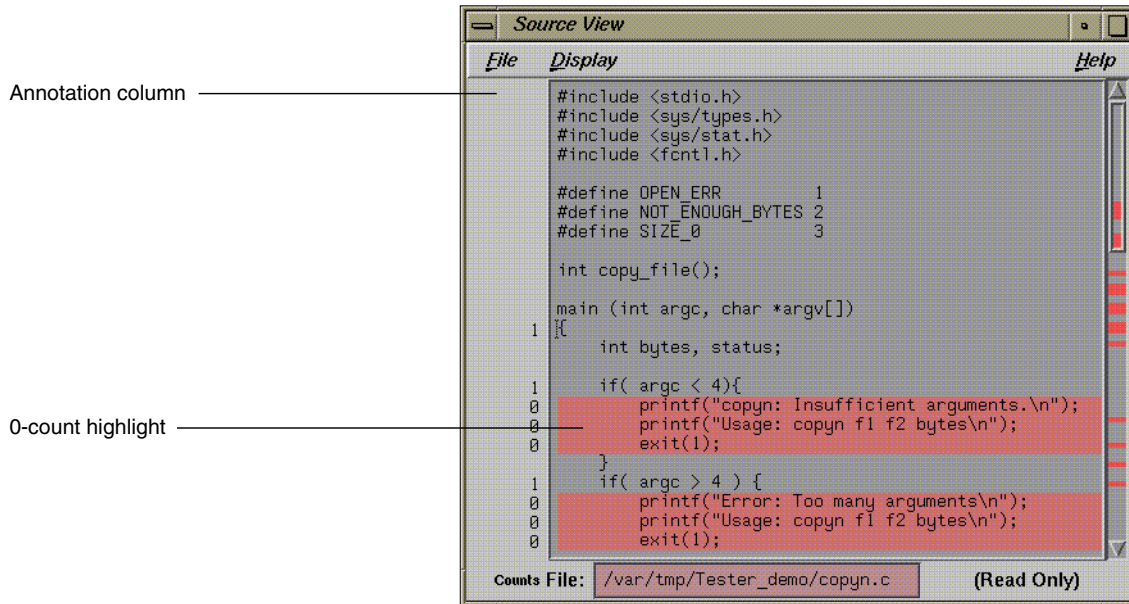 Source View
File Display Help
Annotation column
#include <stdio.h>
#include <sys/types.h>
#include <sys/stat.h>
#include <fcntl.h>
#define OPEN_ERR 1
#define NOT_ENOUGH_BYTES 2
#define SIZE_0 3
int copy_file();
main (int argc, char *argv[])
1 {
int bytes, status;
1 if( argc < 4){
0 printf("copyn: Insufficient arguments.\n");
0-count highlight
0 printf("Usage: copyn f1 f2 bytes\n");
0 exit(1);
}
1 if( argc > 4 ) {
0 printf("Error: Too many arguments\n");
0 printf("Usage: copyn f1 f2 bytes\n");
0 exit(1);
Counts File: /var/tmp/Tester_demo/copyn.c (Read Only)